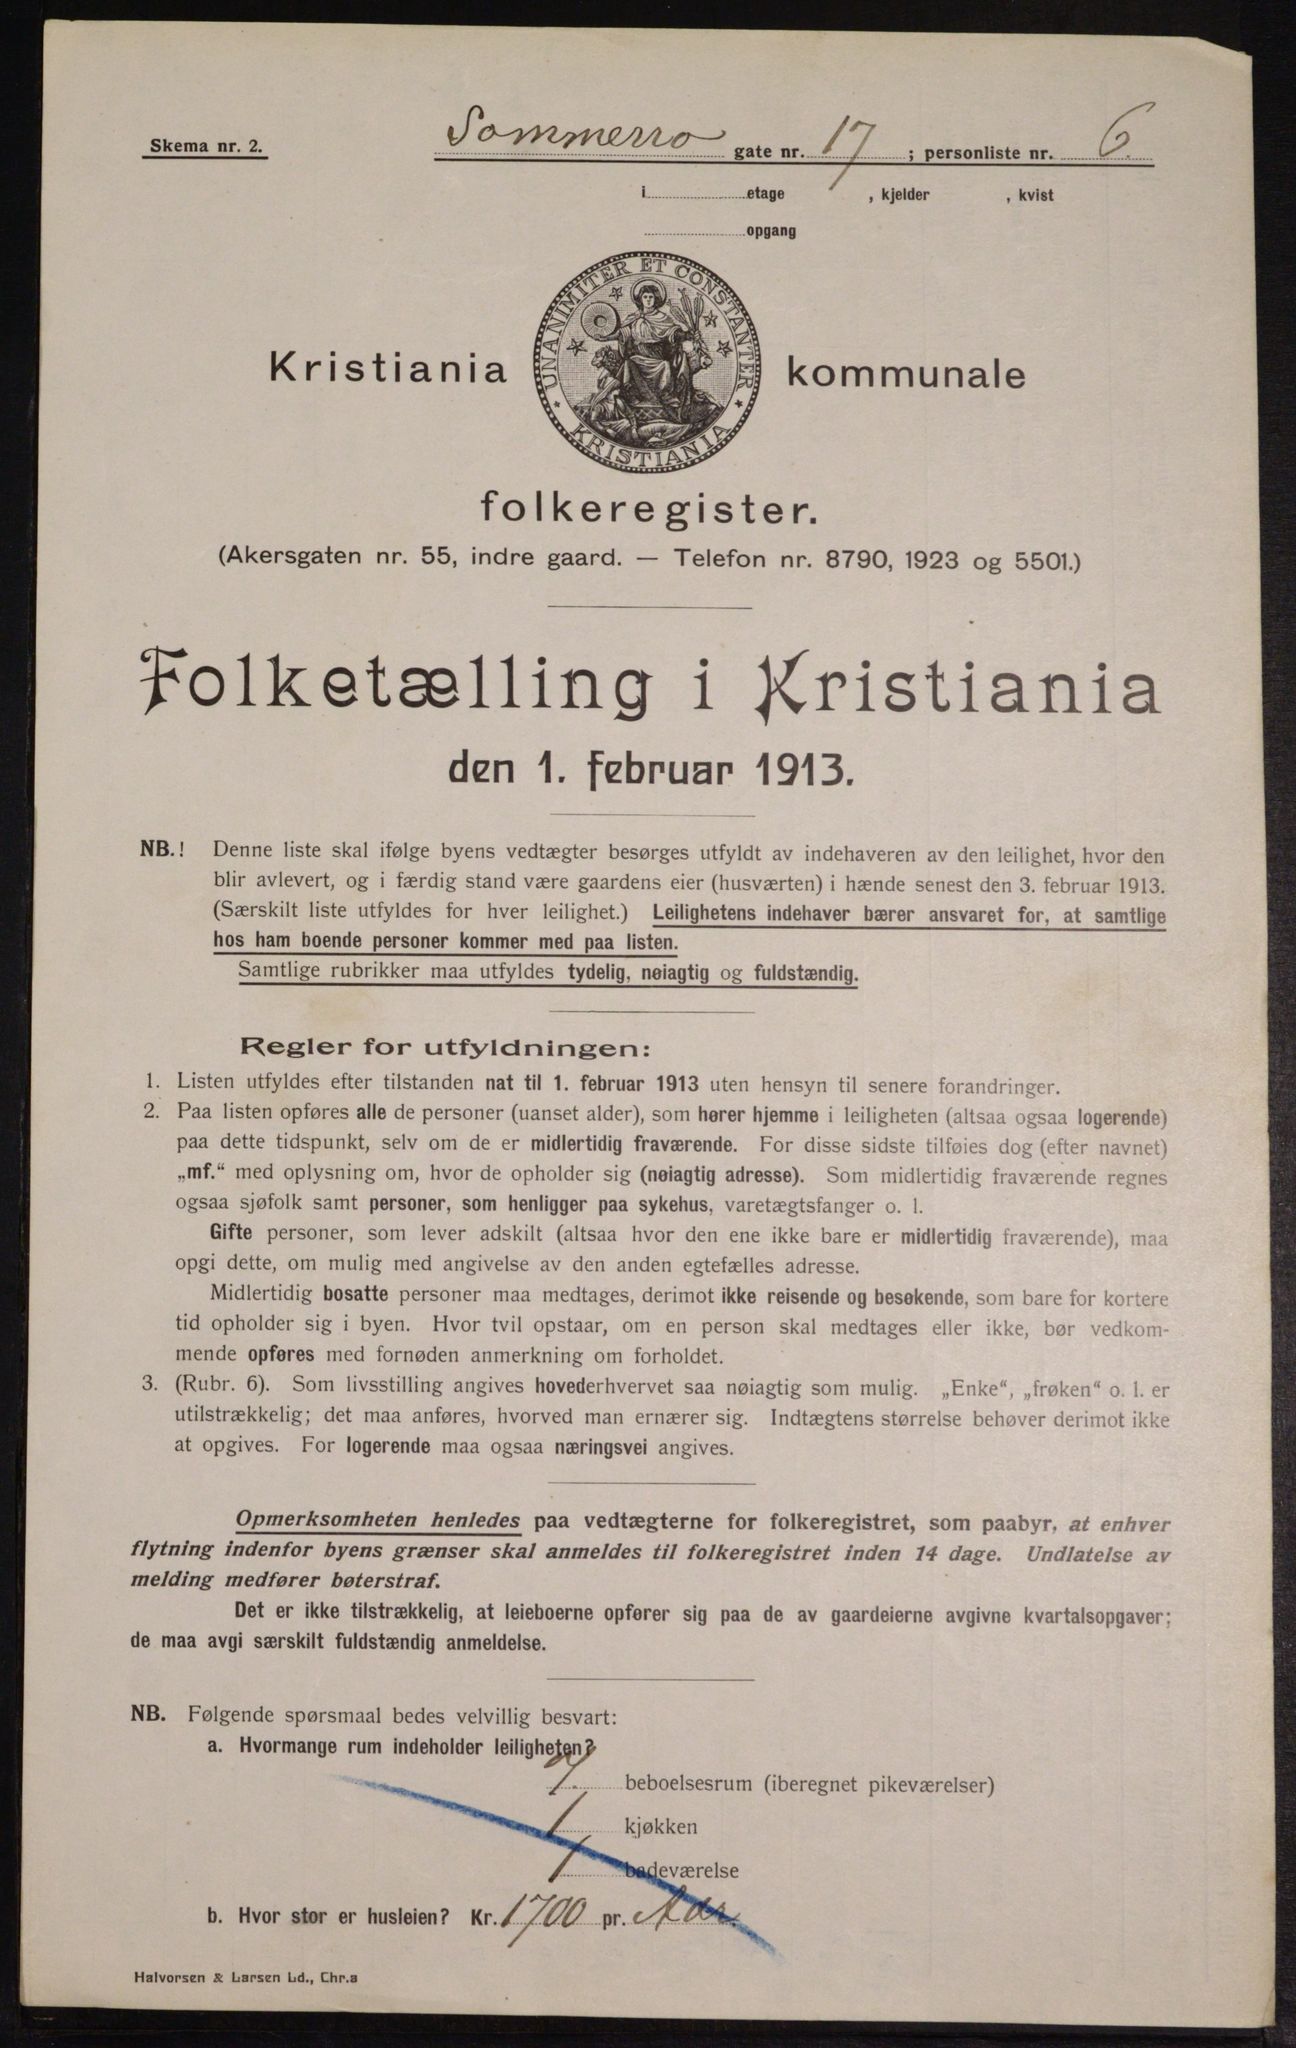 Skema nr. 2.
Sommerro gate nr. 17 ; personliste nr. 6.
i etage , kjelder , kvist
opgang
UNANIMITER ET CONSTANTER
KRISTIANIA
Kristiania kommunale
folkeregister.
(Akersgaten nr. 55, indre gaard. — Telefon nr. 8790, 1923 og 5501.)
Folketælling i Kristiania
den 1. februar 1913.
NB.! Denne liste skal ifølge byens vedtægter besørges utfyldt av indehaveren av den leilighet, hvor den
blir avlevert, og i færdig stand være gaardens eier (husværten) i hænde senest den 3. februar 1913.
(Særskilt liste utfyldes for hver leilighet.) Leilighetens indehaver bærer ansvaret for, at samtlige
hos ham boende personer kommer med paa listen.
Samtlige rubrikker maa utfyldes tydelig, nøiagtig og fuldstændig.
Regler for utfyldningen:
1. Listen utfyldes efter tilstanden nat til 1. februar 1913 uten hensyn til senere forandringer.
2. Paa listen opføres alle de personer (uanset alder), som hører hjemme i leiligheten (altsaa ogsaa logerende)
paa dette tidspunkt, selv om de er midlertidig fraværende. For disse sidste tilføies dog (efter navnet)
„mf.“ med oplysning om, hvor de opholder sig (nøiagtig adresse). Som midlertidig fraværende regnes
ogsaa sjøfolk samt personer, som henligger paa sykehus, varetægtsfanger o. l.
Gifte personer, som lever adskilt (altsaa hvor den ene ikke bare er midlertidig fraværende), maa
opgi dette, om mulig med angivelse av den anden egtefælles adresse.
Midlertidig bosatte personer maa medtages, derimot ikke reisende og besøkende, som bare for kortere
tid opholder sig i byen. Hvor tvil opstaar, om en person skal medtages eller ikke, bør vedkom-
mende opføres med fornøden anmerkning om forholdet.
3. (Rubr. 6). Som livsstilling angives hovederhvervet saa nøiagtig som mulig. „Enke“, „frøken“ o. l. er
utilstrækkelig; det maa anføres, hvorved man ernærer sig. Indtægtens størrelse behøver derimot ikke
at opgives. For logerende maa ogsaa næringsvei angives.
Opmerksomheten henledes paa vedtægterne for folkeregistret, som paabyr, at enhver
flytning indenfor byens grænser skal anmeldes til folkeregistret inden 14 dage. Undlatelse av
melding medfører bøterstraf.
Det er ikke tilstrækkelig, at leieboerne opfører sig paa de av gaardeierne avgivne kvartalsopgaver;
de maa avgi særskilt fuldstændig anmeldelse.
NB. Følgende spørsmaal bedes velvillig besvart:
a. Hvormange rum indeholder leiligheten?
7. beboelsesrum (iberegnet pikeværelser)
1 kjøkken
1 badeværelse
b. Hvor stor er husleien? Kr. 1700 pr.
Halvorsen & Larsen Ld., Chr.a